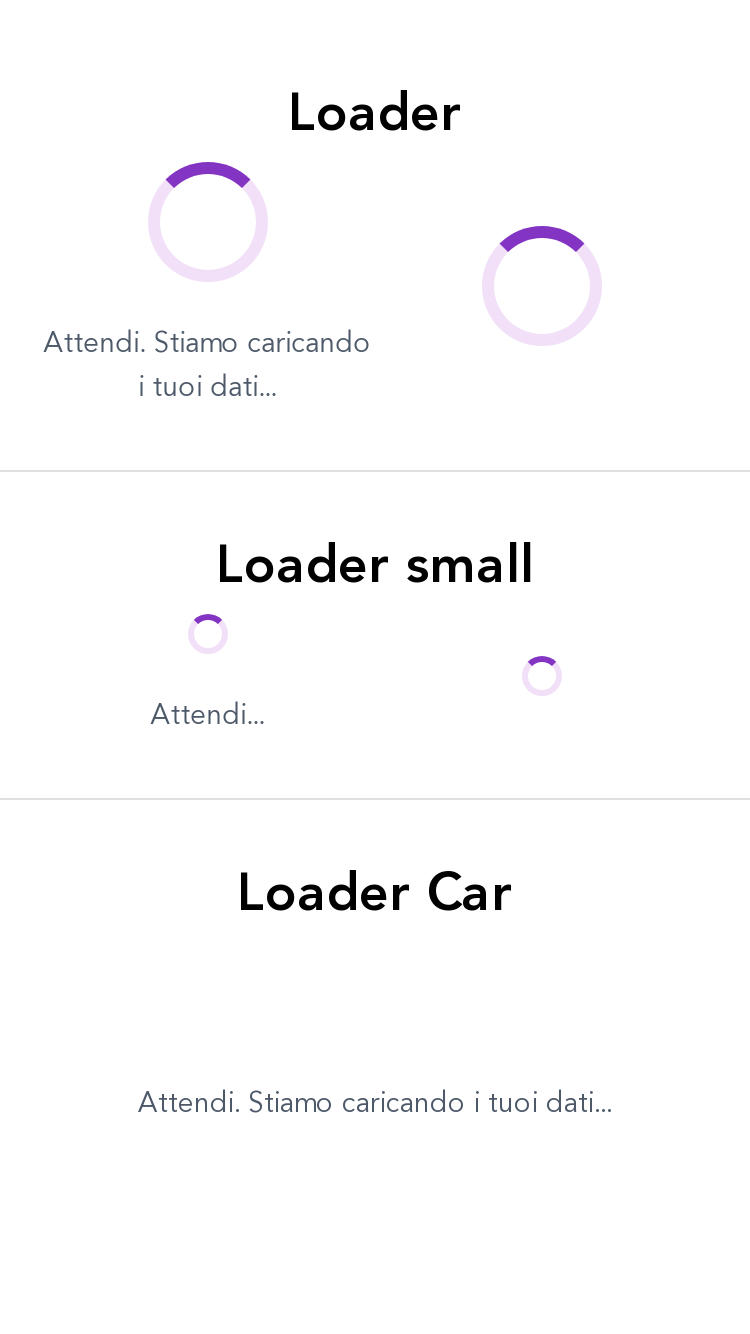 Loader
Attendi. Stiamo caricando
i tuoi dati...
Loader small
Attendi...
Loader Car
Attendi. Stiamo caricando i tuoi dati...